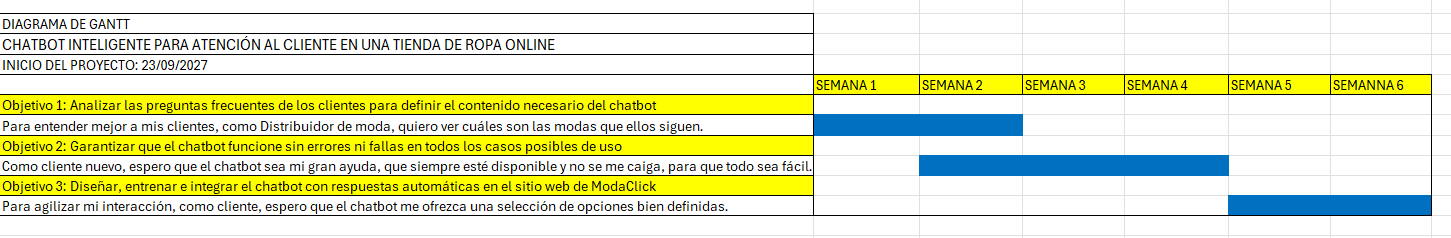 DIAGRAMA DE GANTT
CHATBOT INTELIGENTE PARA ATENCIÓN AL CLIENTE EN UNA TIENDA DE ROPA ONLINE
INICIO DEL PROYECTO: 23/09/2027
SEMANA 1 SEMANA 2 SEMANA 3 SEMANA 4 SEMANA 5 SEMANNA 6
Objetivo 1: Analizar las preguntas frecuentes de los clientes para definir el contenido necesario del chatbot
Para entender mejor a mis clientes, como Distribuidor de moda, quiero ver cuáles son las modas que ellos siguen.
Objetivo 2: Garantizar que el chatbot funcione sin errores ni fallas en todos los casos posibles de uso
Como cliente nuevo, espero que el chatbot sea mi gran ayuda, que siempre esté disponible y no se me caiga, para que todo sea fácil.
Objetivo 3: Diseñar, entrenar e integrar el chatbot con respuestas automáticas en el sitio web de ModaClick
Para agilizar mi interacción, como cliente, espero que el chatbot me ofrezca una selección de opciones bien definidas.